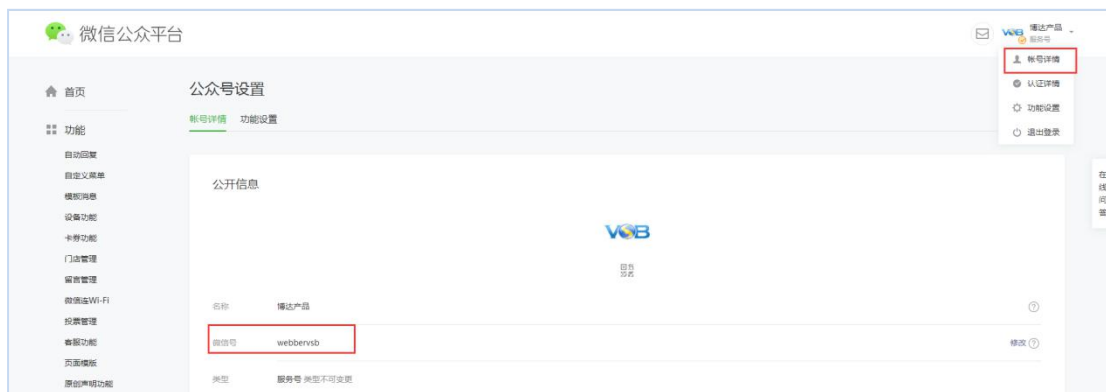 微信公众平台
VSB 博达产品
服务号
帐号详情
认证详情
功能设置
退出登录
首页
功能
自动回复
自定义菜单
模板消息
设备功能
卡券功能
门店管理
留言管理
微信连Wi-Fi
投票管理
客服功能
页面模版
原创声明功能
公众号设置
帐号详情 功能设置
公开信息
VSB
名称 博达产品
微信号 webbervsb 修改
类型 服务号 类型不可变更
在
线
问
答